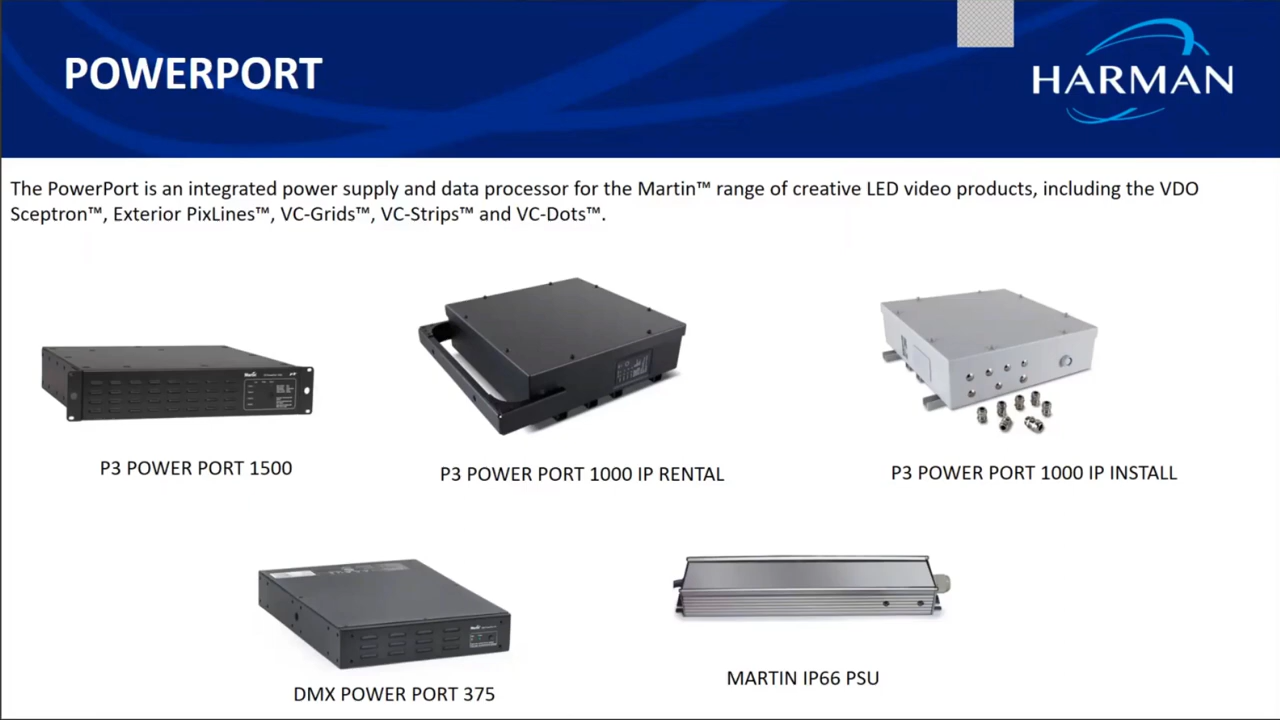 POWERPORT
HARMAN
The PowerPort is an integrated power supply and data processor for the Martin™ range of creative LED video products, including the VDO
Sceptron™, Exterior PixLines™, VC-Grids™, VC-Strips™ and VC-Dots™.
P3 POWER PORT 1500
P3 POWER PORT 1000 IP RENTAL
P3 POWER PORT 1000 IP INSTALL
DMX POWER PORT 375
MARTIN IP66 PSU